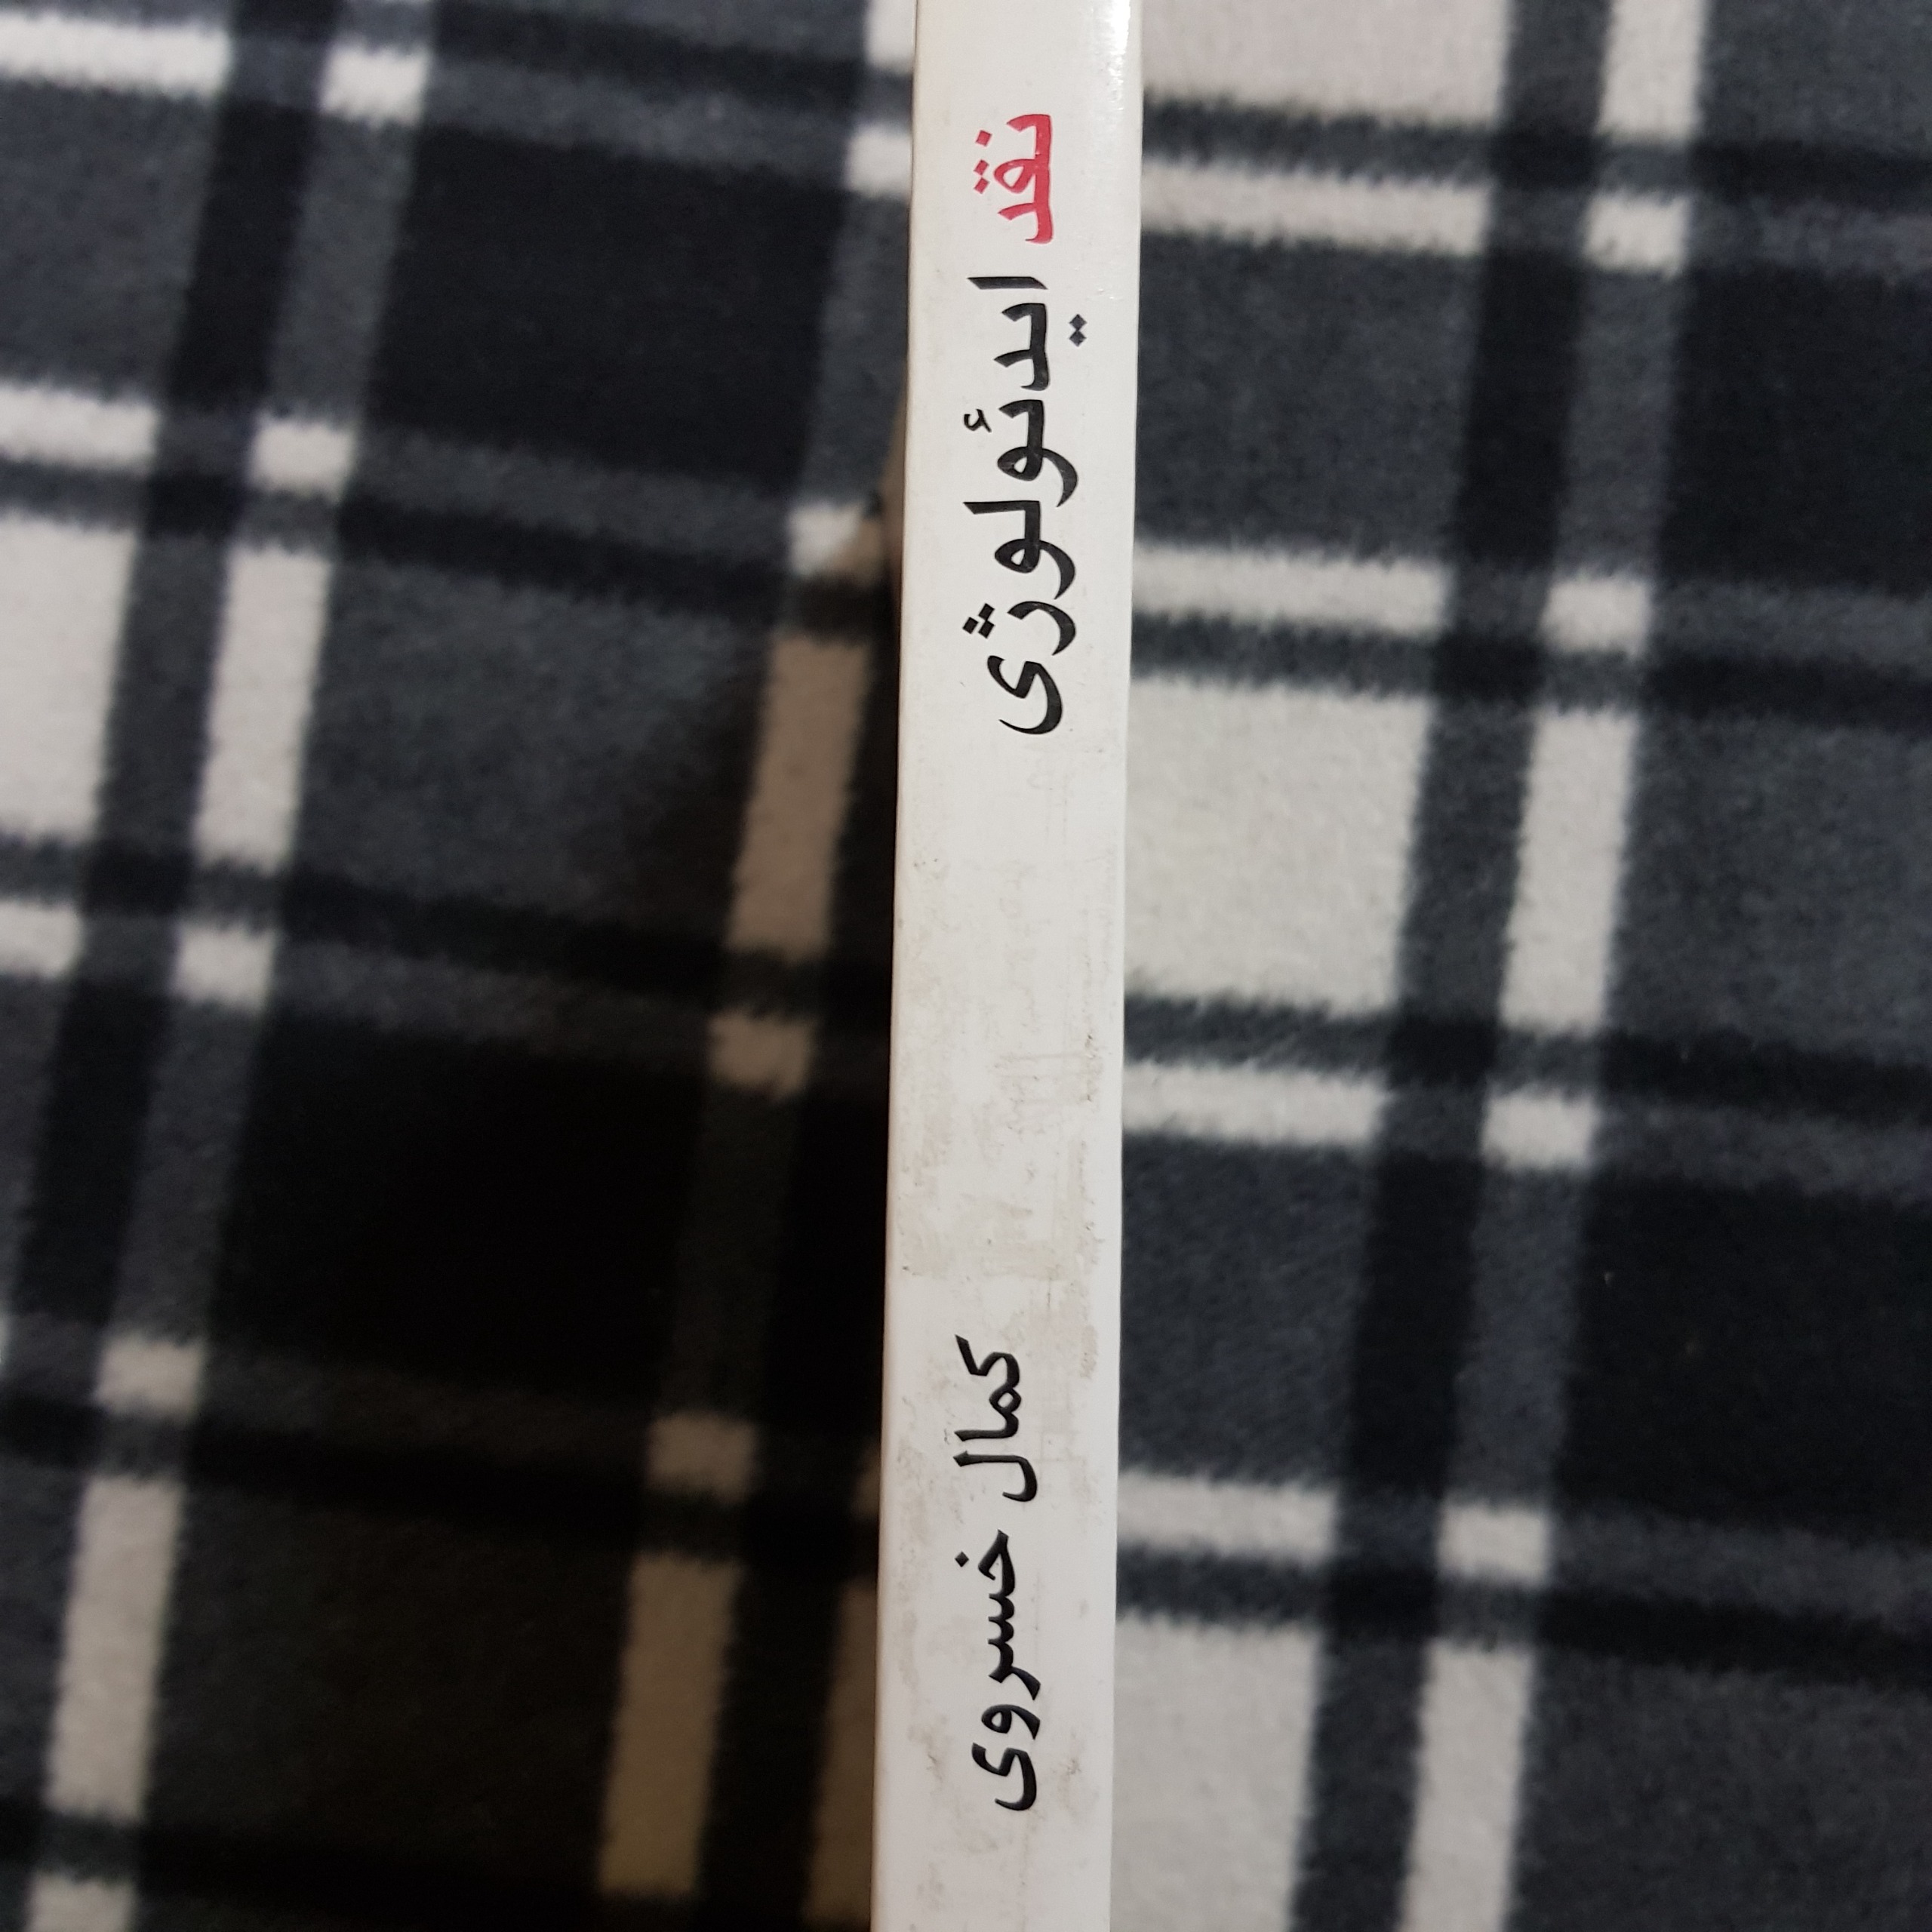 نقد ایدئولوژی
کمال خسروی